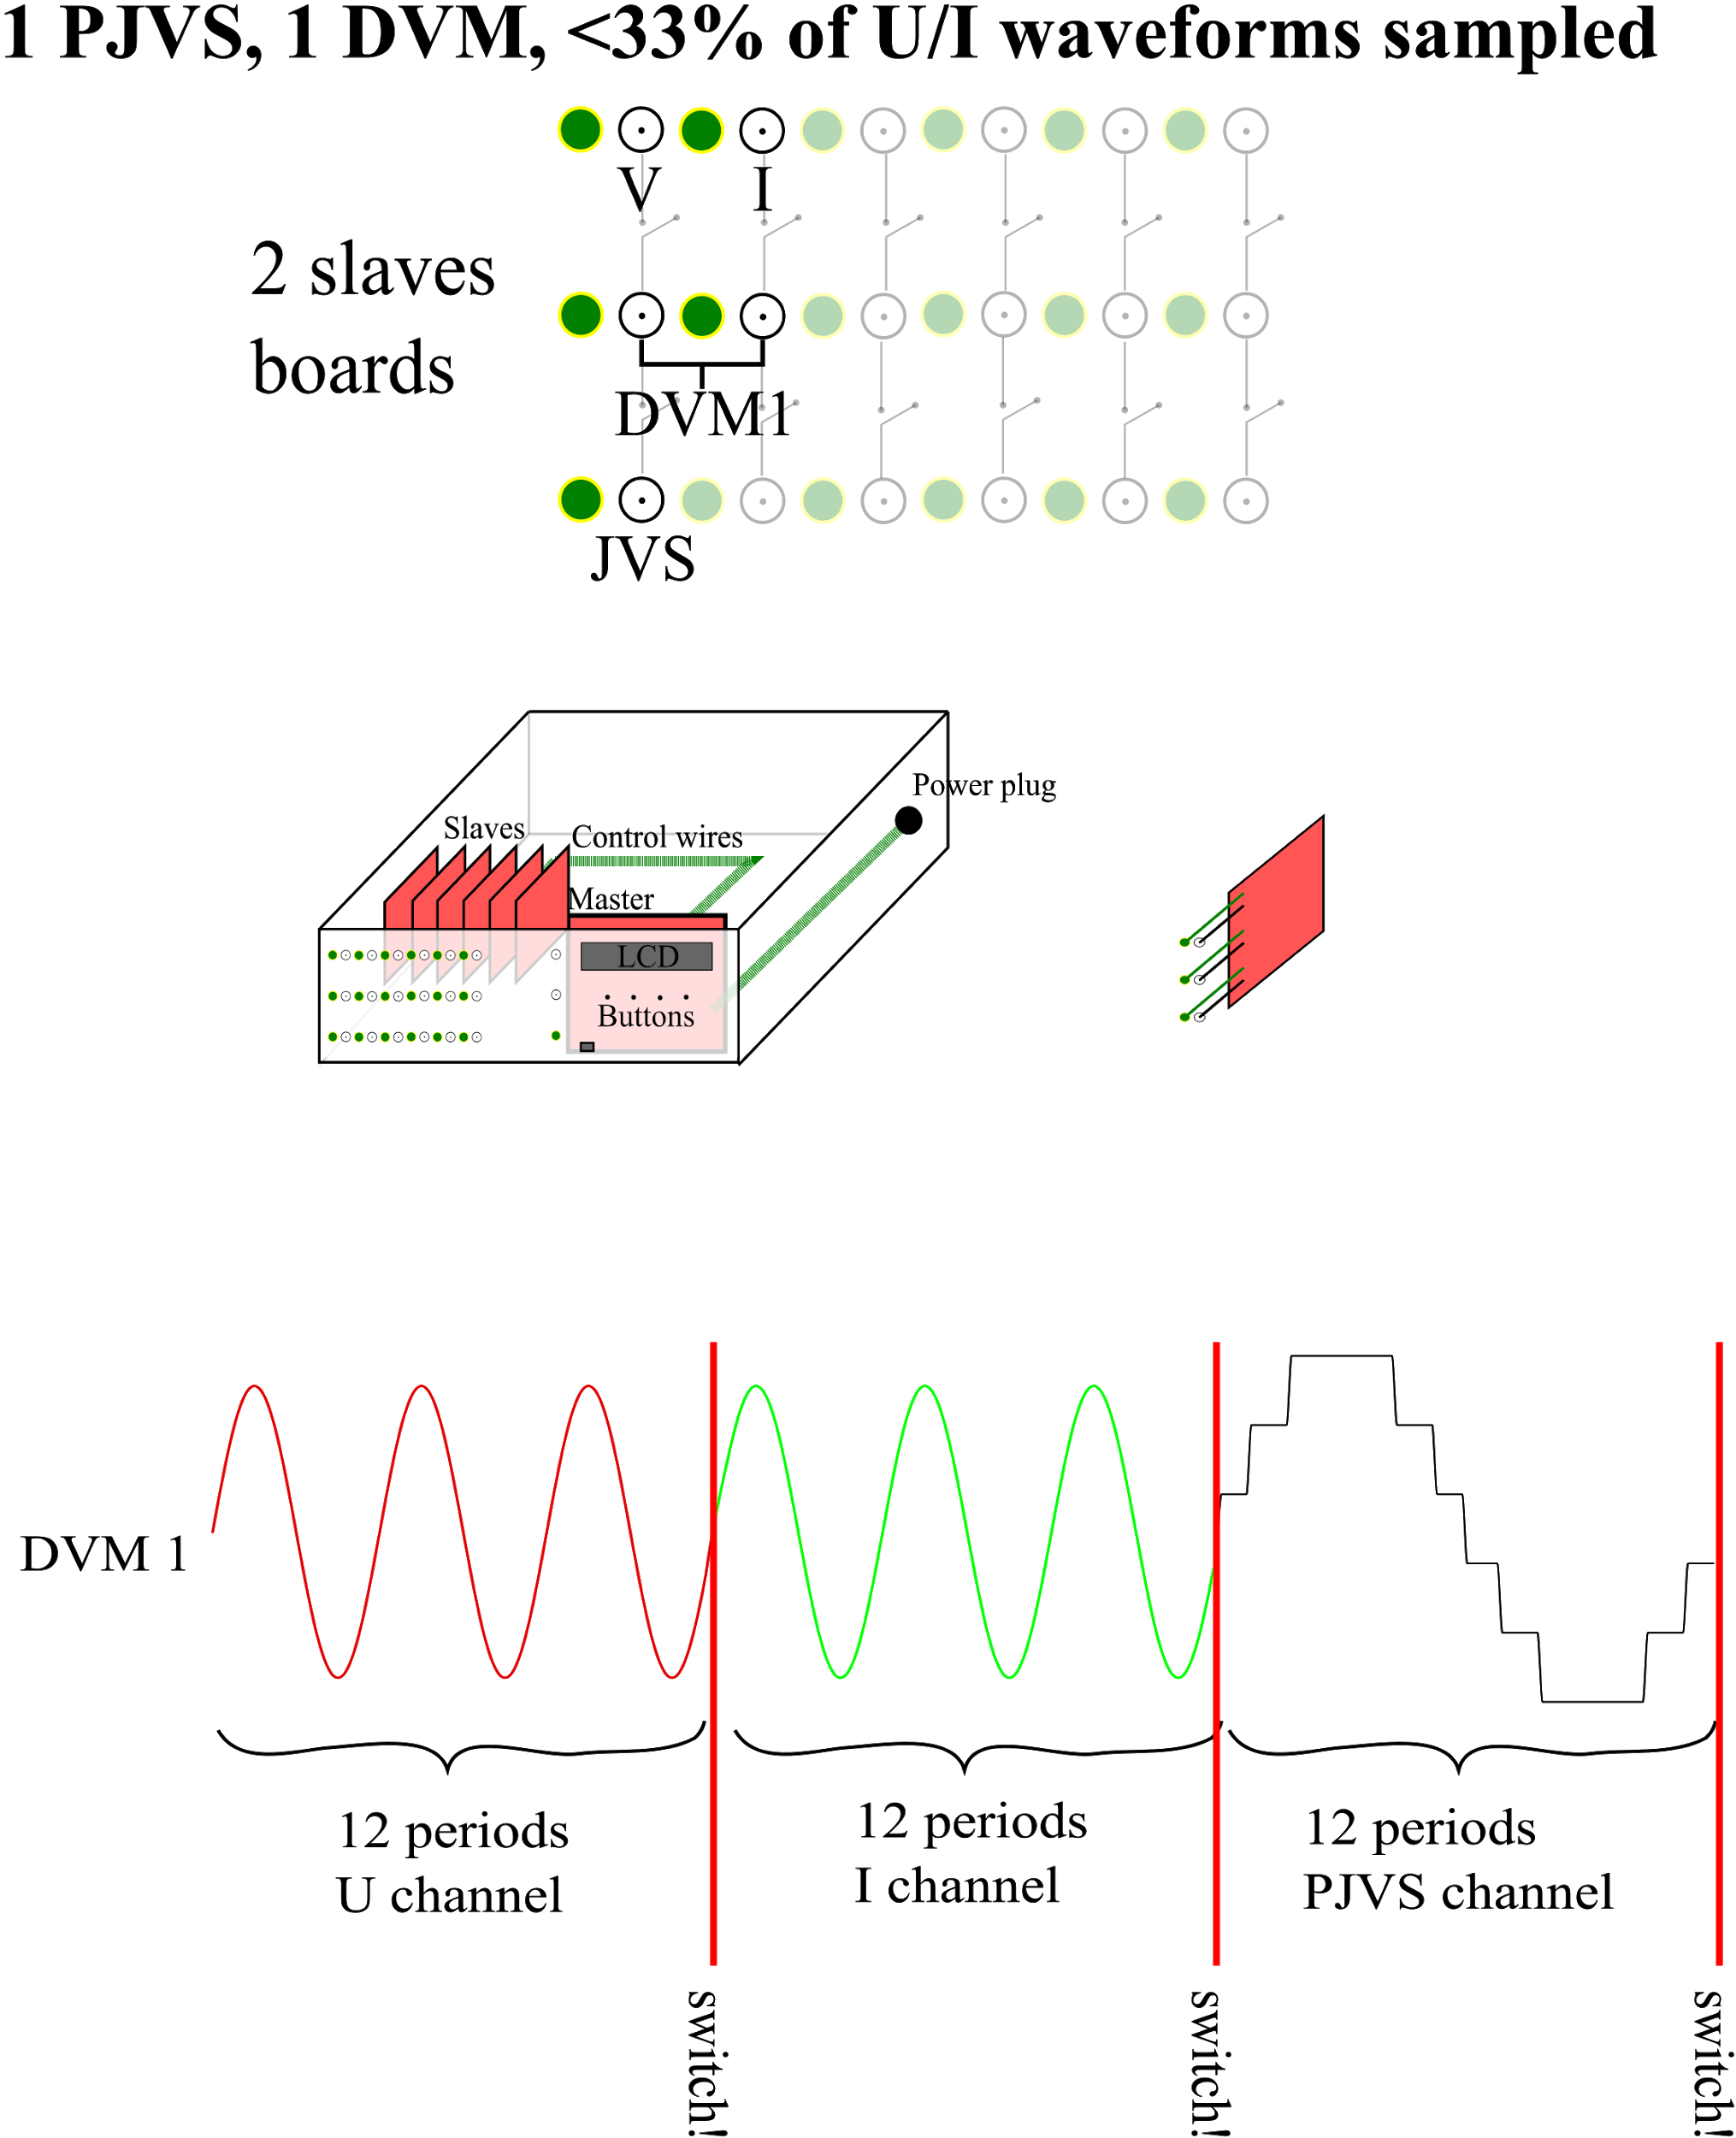 1 PJVS, 1 DVM, <33% of U/I waveforms sampled
V
I
2 slaves
boards
DVM1
JVS
Power plug
Slaves
Control wires
Master
LCD
Buttons
DVM 1
12 periods
U channel
12 periods
I channel
12 periods
PJVS channel
switch!
switch!
switch!